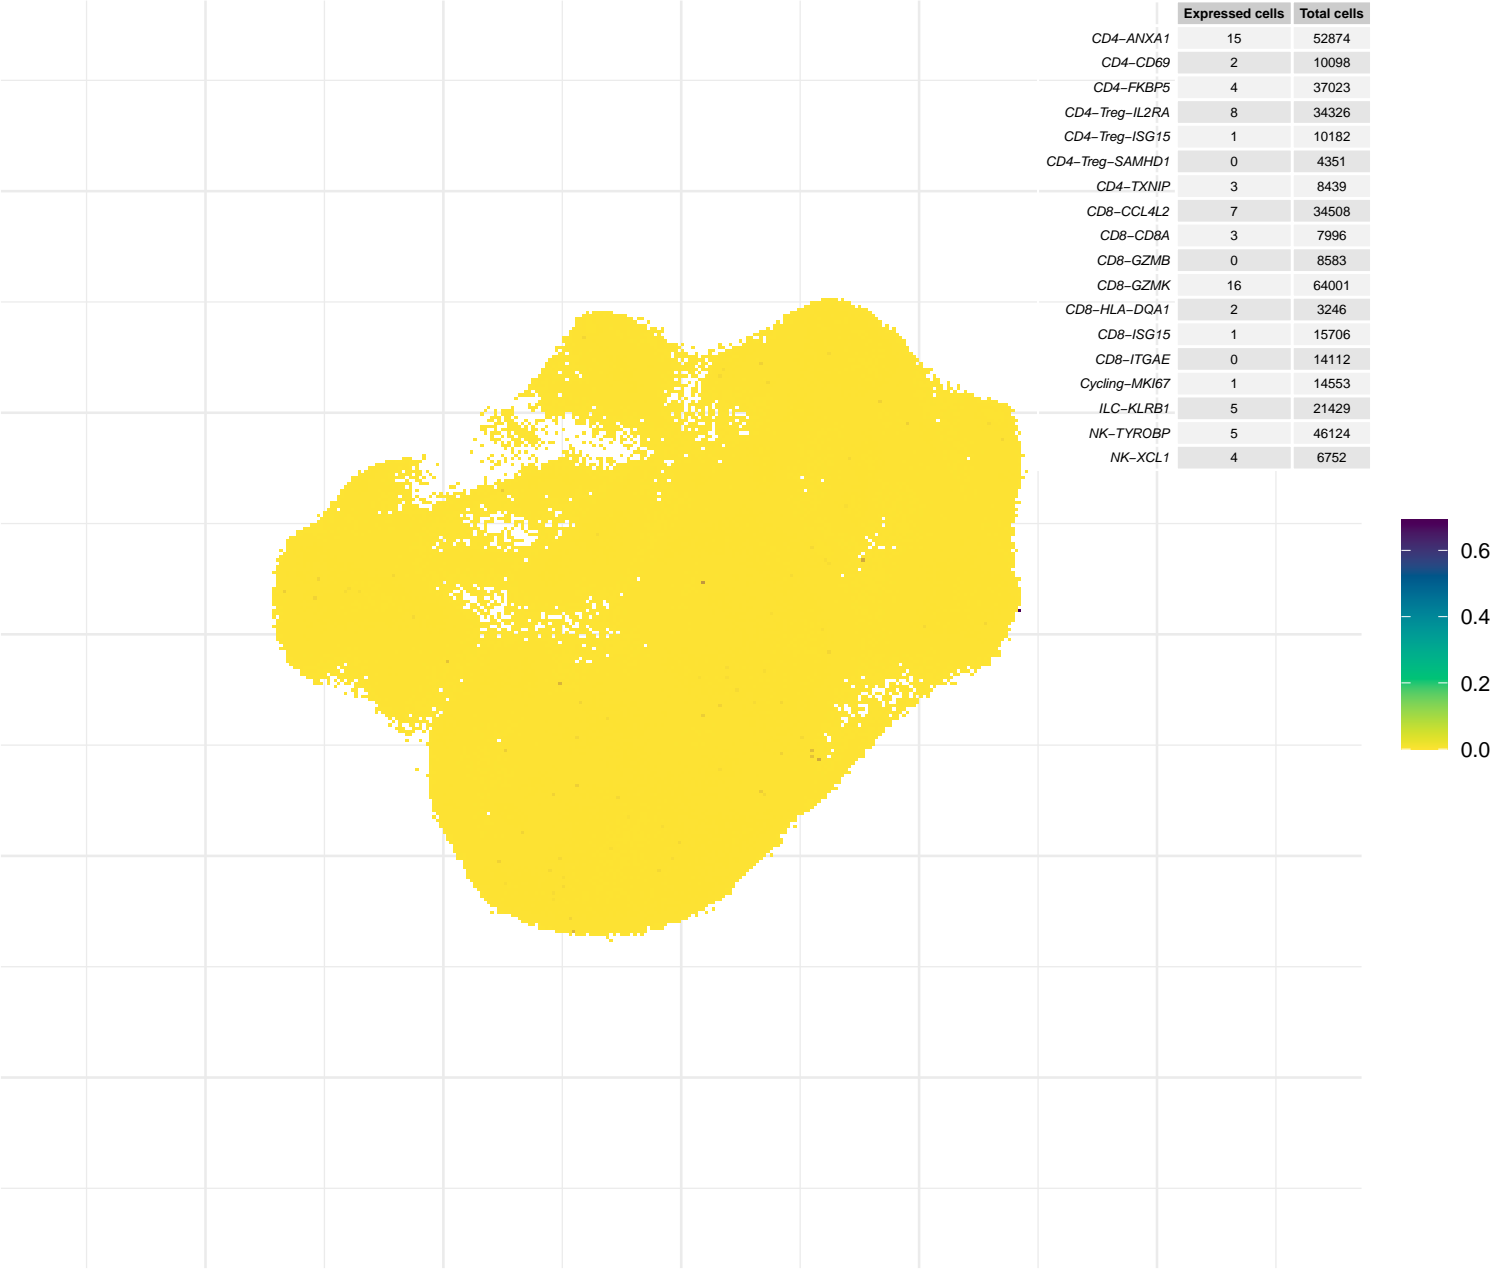 Expressed cells Total cells
CD4−ANXA1 15 52874
CD4−CD69 2 10098
CD4−FKBP5 4 37023
CD4−Treg−IL2RA 8 34326
CD4−Treg−ISG15 1 10182
CD4−Treg−SAMHD1 0 4351
CD4−TXNIP 3 8439
CD8−CCL4L2 7 34508
CD8−CD8A 3 7996
CD8−GZMB 0 8583
CD8−GZMK 16 64001
CD8−HLA−DQA1 2 3246
CD8−ISG15 1 15706
CD8−ITGAE 0 14112
Cycling−MKI67 1 14553
ILC−KLRB1 5 21429
NK−TYROBP 5 46124
NK−XCL1 4 6752
0.6
0.4
0.2
0.0